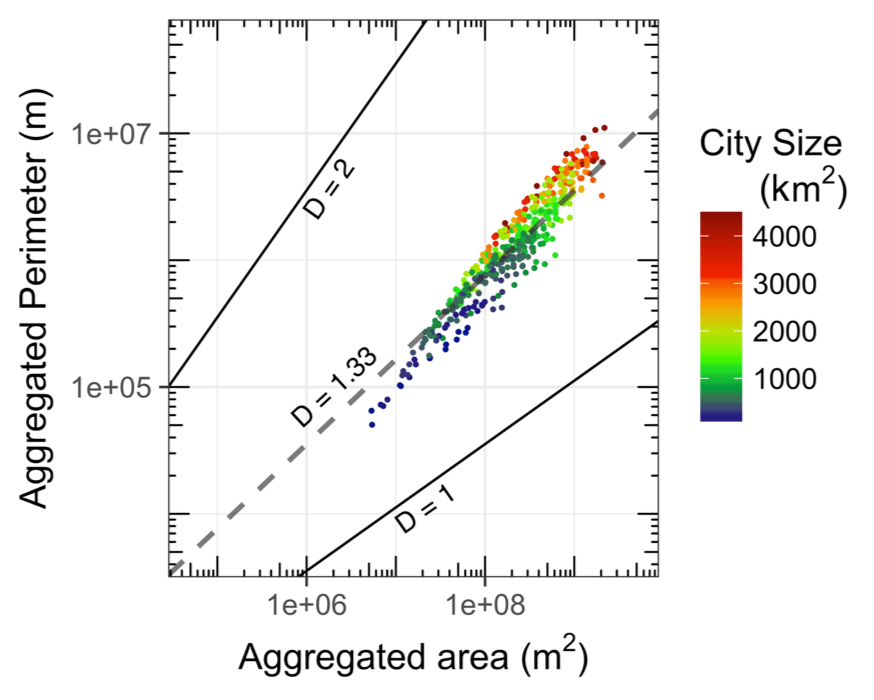 1e+07
1e+05
Aggregated Perimeter (m)
D = 2
D = 1.33
D = 1
1e+06
1e+08
Aggregated area (m²)
City Size
(km²)
4000
3000
2000
1000